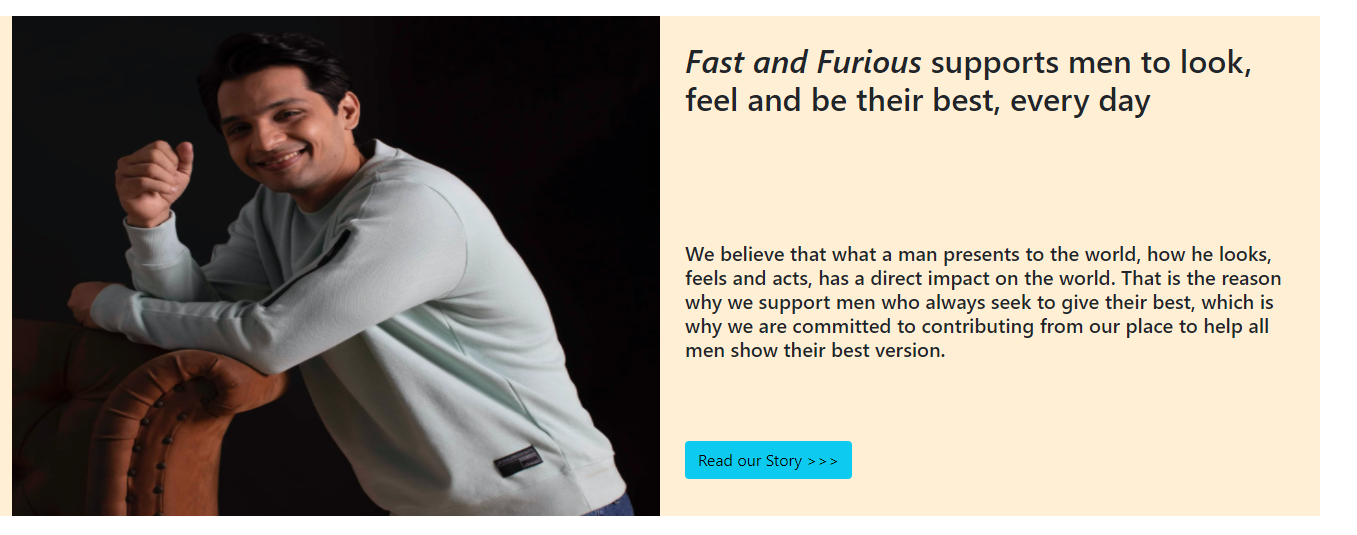 Fast and Furious supports men to look,
feel and be their best, every day
We believe that what a man presents to the world, how he looks,
feels and acts, has a direct impact on the world. That is the reason
why we support men who always seek to give their best, which is
why we are committed to contributing from our place to help all
men show their best version.
Read our Story >>>